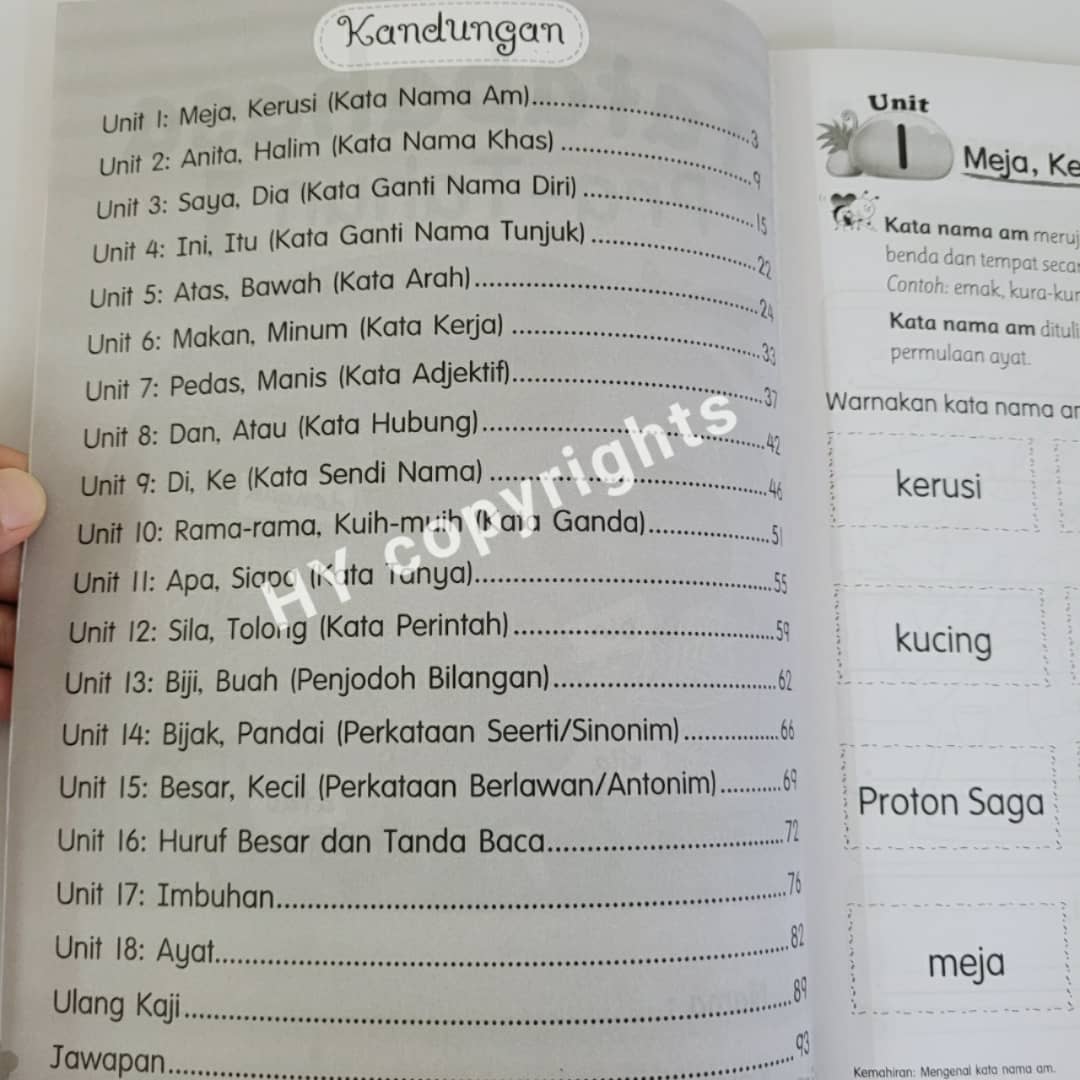 Kandungan
Unit 1: Meja, Kerusi (Kata Nama Am)..........3
Unit 2: Anita, Halim (Kata Nama Khas)..........9
Unit 3: Saya, Dia (Kata Ganti Nama Diri)..........15
Unit 4: Ini, Itu (Kata Ganti Nama Tunjuk)..........22
Unit 5: Atas, Bawah (Kata Arah)..........24
Unit 6: Makan, Minum (Kata Kerja)..........33
Unit 7: Pedas, Manis (Kata Adjektif)..........37
Unit 8: Dan, Atau (Kata Hubung)..........42
Unit 9: Di, Ke (Kata Sendi Nama)..........46
Unit 10: Rama-rama, Kuih-muih (Kata Ganda)..........51
Unit 11: Apa, Siapa (Kata Tanya)..........55
Unit 12: Sila, Tolong (Kata Perintah)..........59
Unit 13: Biji, Buah (Penjodoh Bilangan)..........62
Unit 14: Bijak, Pandai (Perkataan Seerti/Sinonim)..........66
Unit 15: Besar, Kecil (Perkataan Berlawan/Antonim)..........69
Unit 16: Huruf Besar dan Tanda Baca..........72
Unit 17: Imbuhan..........76
Unit 18: Ayat..........82
Ulang Kaji..........89
Jawapan..........93
HY copyrights
Unit
1
Meja, Ke
Kata nama am meruj
benda dan tempat secar
Contoh: emak, kura-kur
Kata nama am dituli
permulaan ayat.
Warnakan kata nama am
kerusi
kucing
Proton Saga
meja
Kemahiran: Mengenal kata nama am.